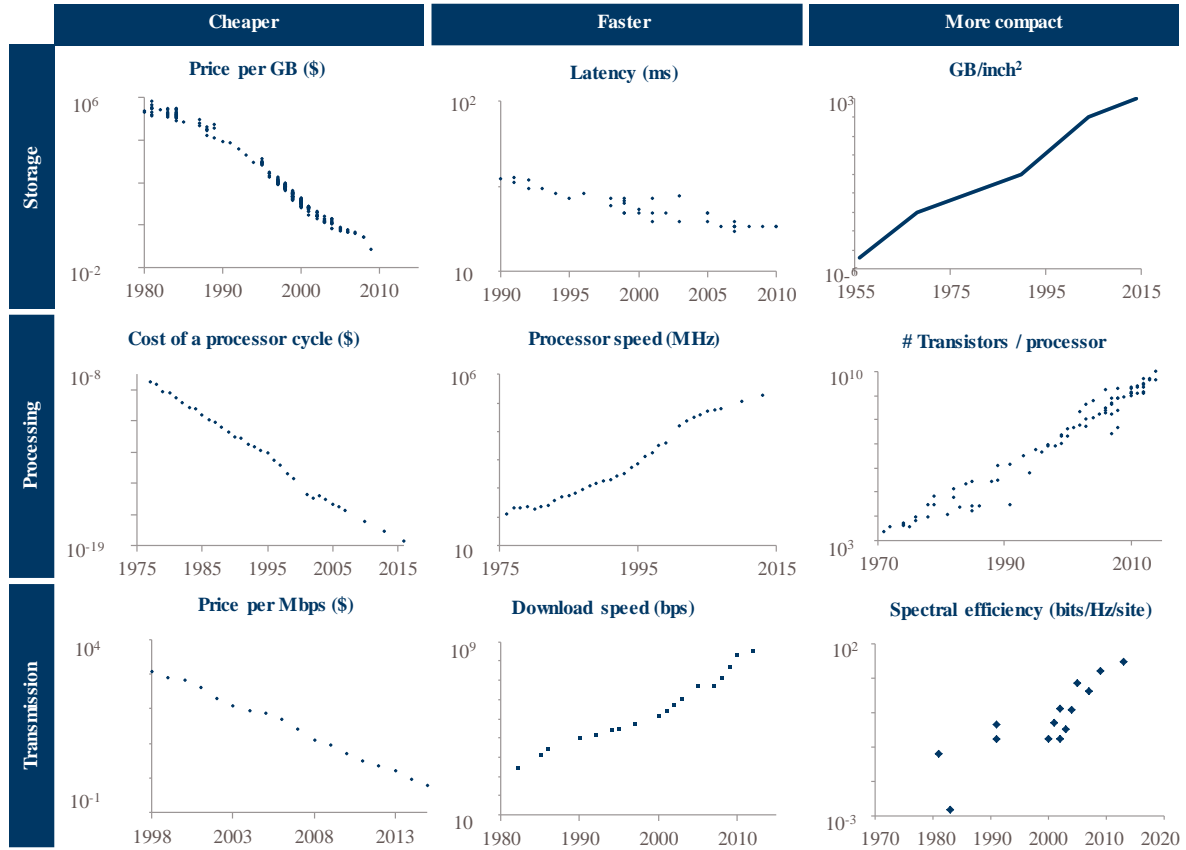 Cheaper
Faster
More compact
Storage
Price per GB ($)
10^6
10^-2
1980 1990 2000 2010
Latency (ms)
10^2
10
1990 1995 2000 2005 2010
GB/inch²
10^3
10^-
1955 1975 1995 2015
Processing
Cost of a processor cycle ($)
10^-8
10^-19
1975 1985 1995 2005 2015
Processor speed (MHz)
10^6
10
1975 1995 2015
# Transistors / processor
10^10
10^3
1970 1990 2010
Transmission
Price per Mbps ($)
10^4
10^-1
1998 2003 2008 2013
Download speed (bps)
10^9
10
1980 1990 2000 2010
Spectral efficiency (bits/Hz/site)
10^2
10^-3
1970 1980 1990 2000 2010 2020